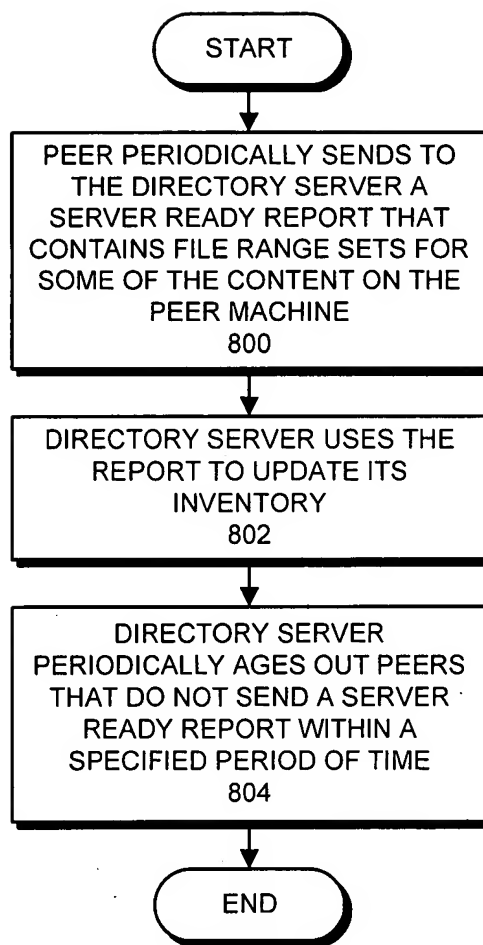 START
PEER PERIODICALLY SENDS TO
THE DIRECTORY SERVER A
SERVER READY REPORT THAT
CONTAINS FILE RANGE SETS FOR
SOME OF THE CONTENT ON THE
PEER MACHINE
800
DIRECTORY SERVER USES THE
REPORT TO UPDATE ITS
INVENTORY
802
DIRECTORY SERVER
PERIODICALLY AGES OUT PEERS
THAT DO NOT SEND A SERVER
READY REPORT WITHIN A
SPECIFIED PERIOD OF TIME
804
END